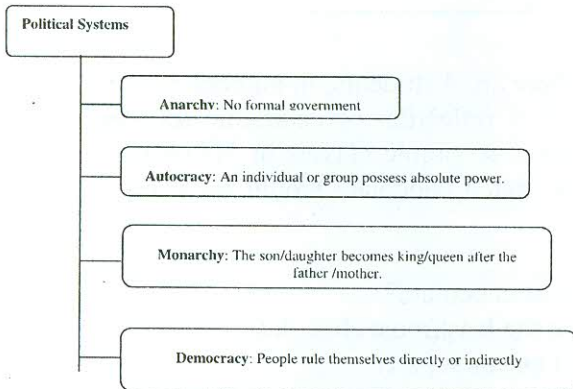 Political Systems
Anarchy: No formal government
Autocracy: An individual or group possess absolute power.
Monarchy: The son/daughter becomes king/queen after the
father /mother.
Democracy: People rule themselves directly or indirectly